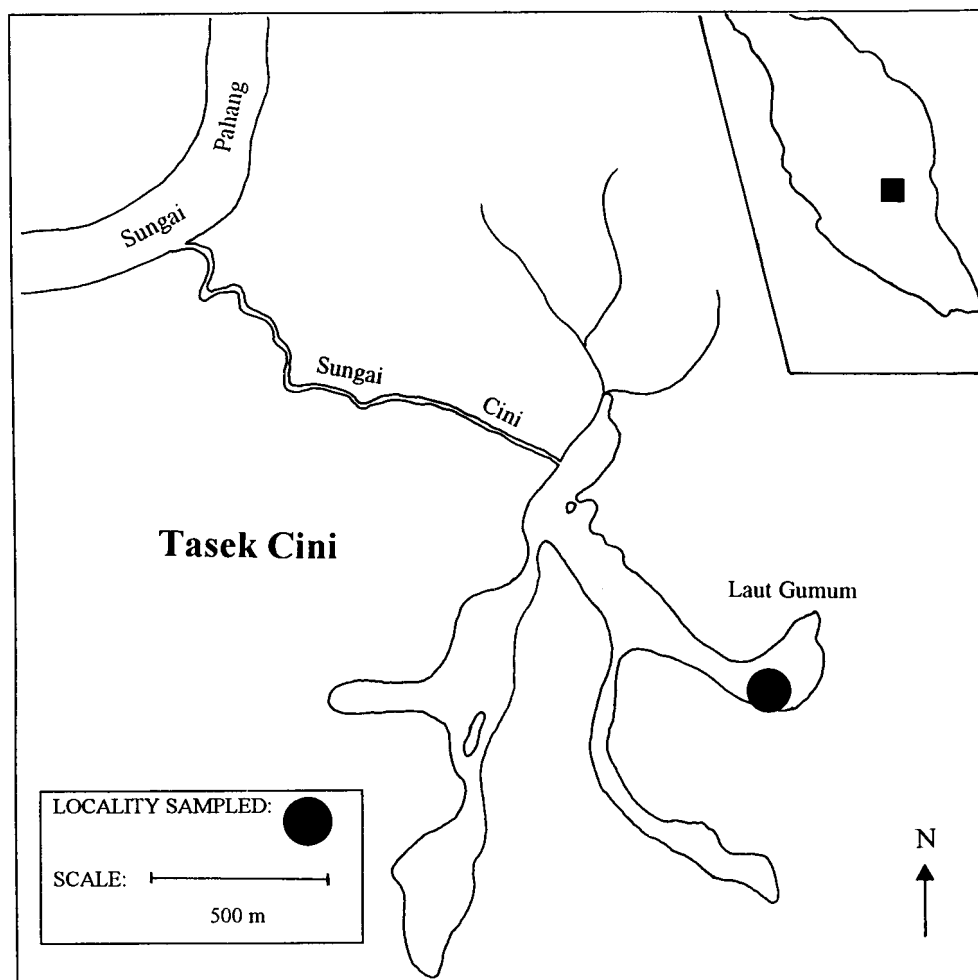 Pahang
Sungai
Sungai
Cini
Tasek Cini
Laut Gumum
LOCALITY SAMPLED:
SCALE:
500 m
N